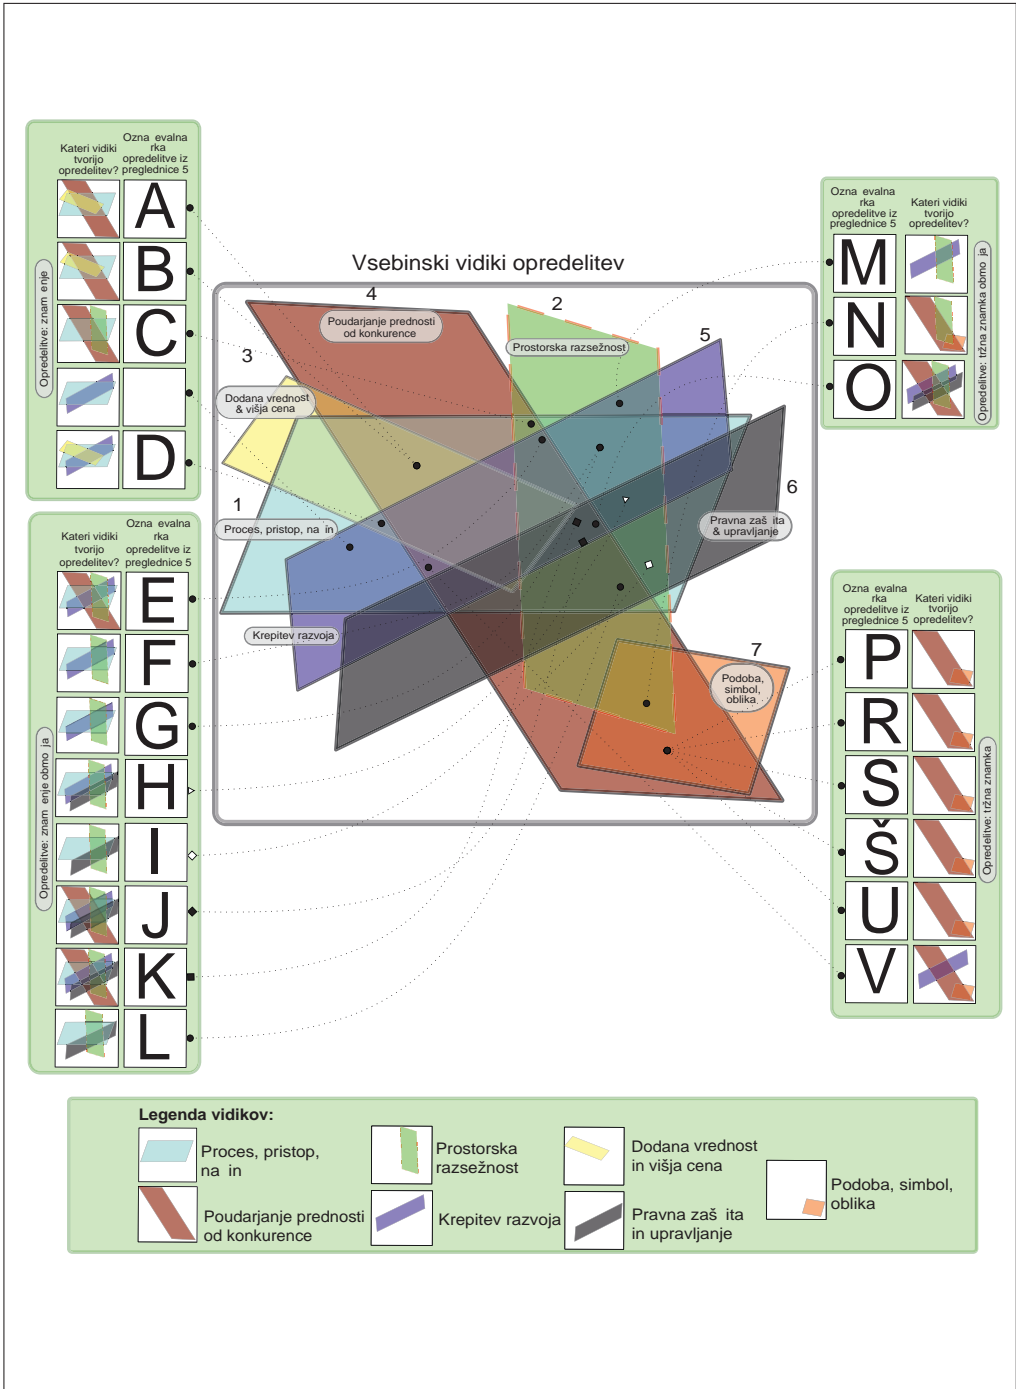 Kateri vidiki
tvorijo
opredelitev?
Ozna evalna
rka
opredelitve iz
preglednice 5
Opredelitve: znam enje
A
B
C
D
Kateri vidiki
tvorijo
opredelitev?
Ozna evalna
rka
opredelitve iz
preglednice 5
Opredelitve: znam enje obmo ja
E
F
G
H
I
J
K
L
Vsebinski vidiki opredelitev
4
Poudarjanje prednosti
od konkurence
2
Prostorska razsežnost
5
3
Dodana vrednost
& višja cena
1
Proces, pristop, na in
6
Pravna zaš ita
& upravljanje
Krepitev razvoja
7
Podoba,
simbol,
oblika
Ozna evalna
rka
opredelitve iz
preglednice 5
Kateri vidiki
tvorijo
opredelitev?
Opredelitve: tržna znamka obmo ja
M
N
O
Ozna evalna
rka
opredelitve iz
preglednice 5
Kateri vidiki
tvorijo
opredelitev?
Opredelitve: tržna znamka
P
R
S
Š
U
V
Legenda vidikov:
Proces, pristop,
na in
Poudarjanje prednosti
od konkurence
Prostorska
razsežnost
Krepitev razvoja
Dodana vrednost
in višja cena
Pravna zaš ita
in upravljanje
Podoba, simbol,
oblika